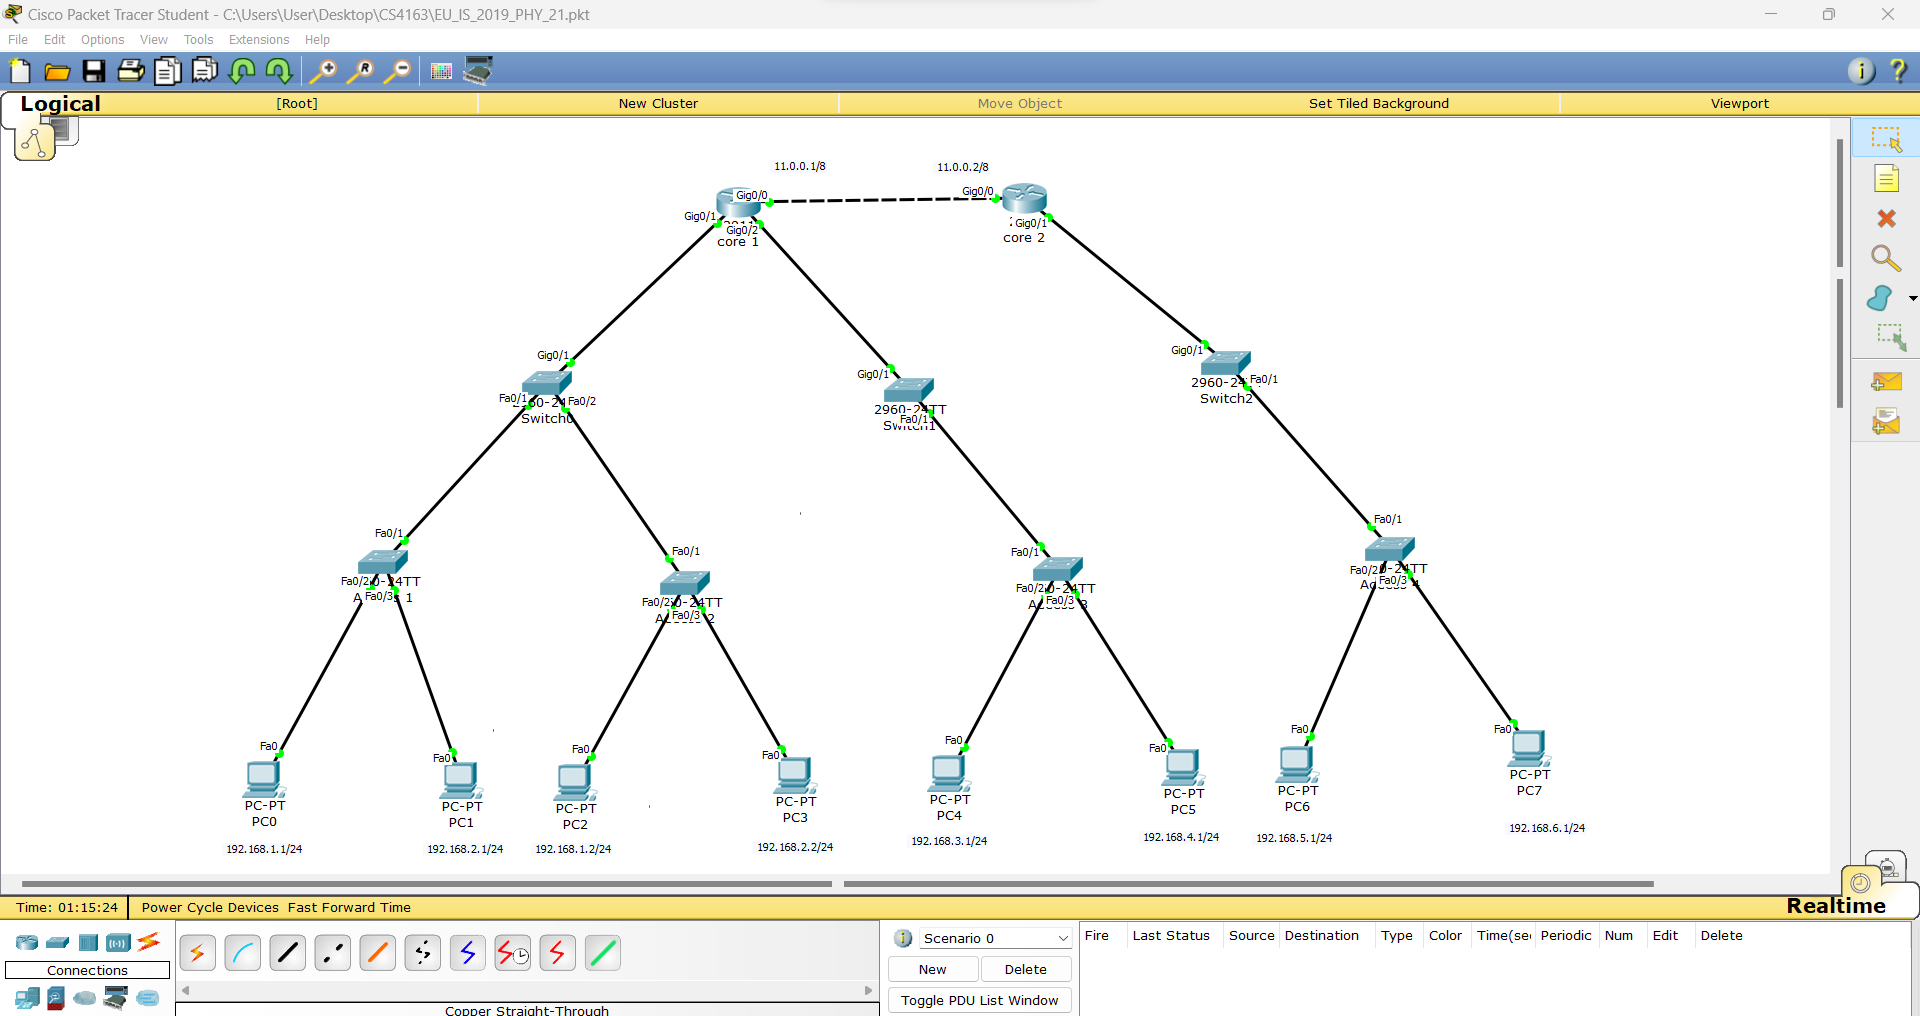 Cisco Packet Tracer Student - C:\Users\User\Desktop\CS4163\EU_IS_2019_PHY_21.pkt
File Edit Options View Tools Extensions Help
Logical [Root] New Cluster Move Object Set Tiled Background Viewport
11.0.0.1/8 11.0.0.2/8
Gig0/0 Gig0/0
Gig0/1 Gig0/2 Gig0/1
core 1 core 2
Gig0/1 Gig0/1 Gig0/1
Fa0/1 Fa0/2 2960-24TT Fa0/1
Switch0 Fa0/1 Switch1 Switch2
Fa0/1 Fa0/1 Fa0/1 Fa0/1
Fa0/2 Fa0/2 Fa0/2 Fa0/2
Fa0/3 Fa0/3 Fa0/3 Fa0/3
Fa0 Fa0 Fa0 Fa0 Fa0 Fa0 Fa0 Fa0
PC-PT PC-PT PC-PT PC-PT PC-PT PC-PT PC-PT PC-PT
PC0 PC1 PC2 PC3 PC4 PC5 PC6 PC7
192.168.1.1/24 192.168.2.1/24 192.168.1.2/24 192.168.2.2/24 192.168.3.1/24 192.168.4.1/24 192.168.5.1/24 192.168.6.1/24
Time: 01:15:24 Power Cycle Devices Fast Forward Time Realtime
Scenario 0 Fire Last Status Source Destination Type Color Periodic Num Edit Delete
Connections New Delete
Toggle PDU List Window
Copper Straight-Through